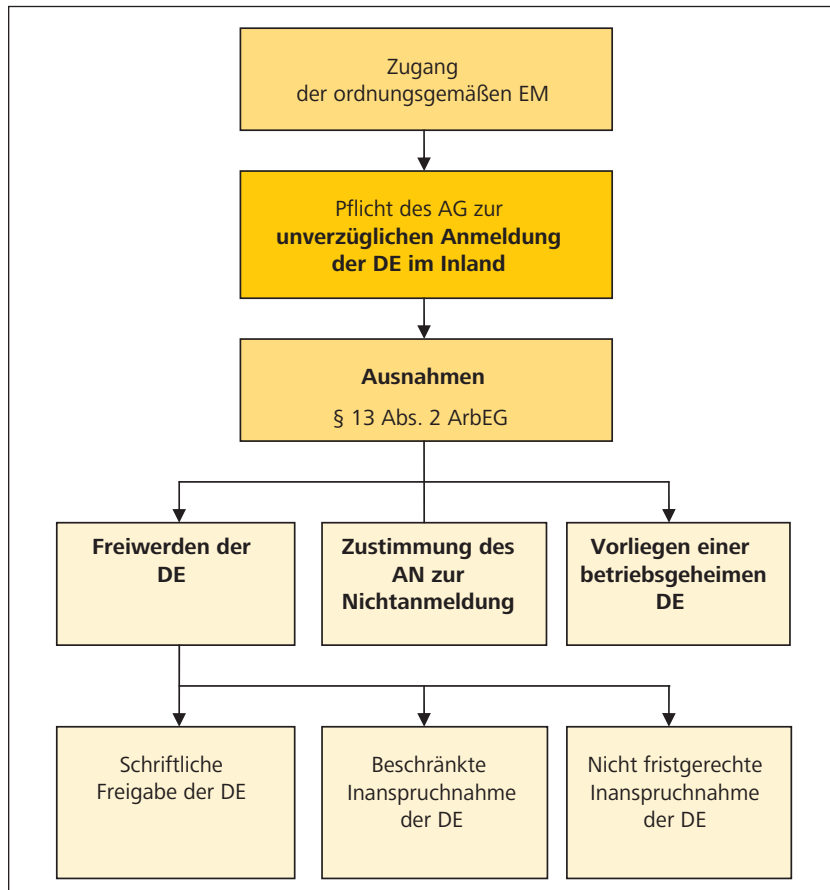 Zugang
der ordnungsgemäßen EM
Pflicht des AG zur
unverzüglichen Anmeldung
der DE im Inland
Ausnahmen
§ 13 Abs. 2 ArbEG
Freiwerden der
DE
Zustimmung des
AN zur
Nichtanmeldung
Vorliegen einer
betriebsgeheimen
DE
Schriftliche
Freigabe der DE
Beschränkte
Inanspruchnahme
der DE
Nicht fristgerechte
Inanspruchnahme
der DE